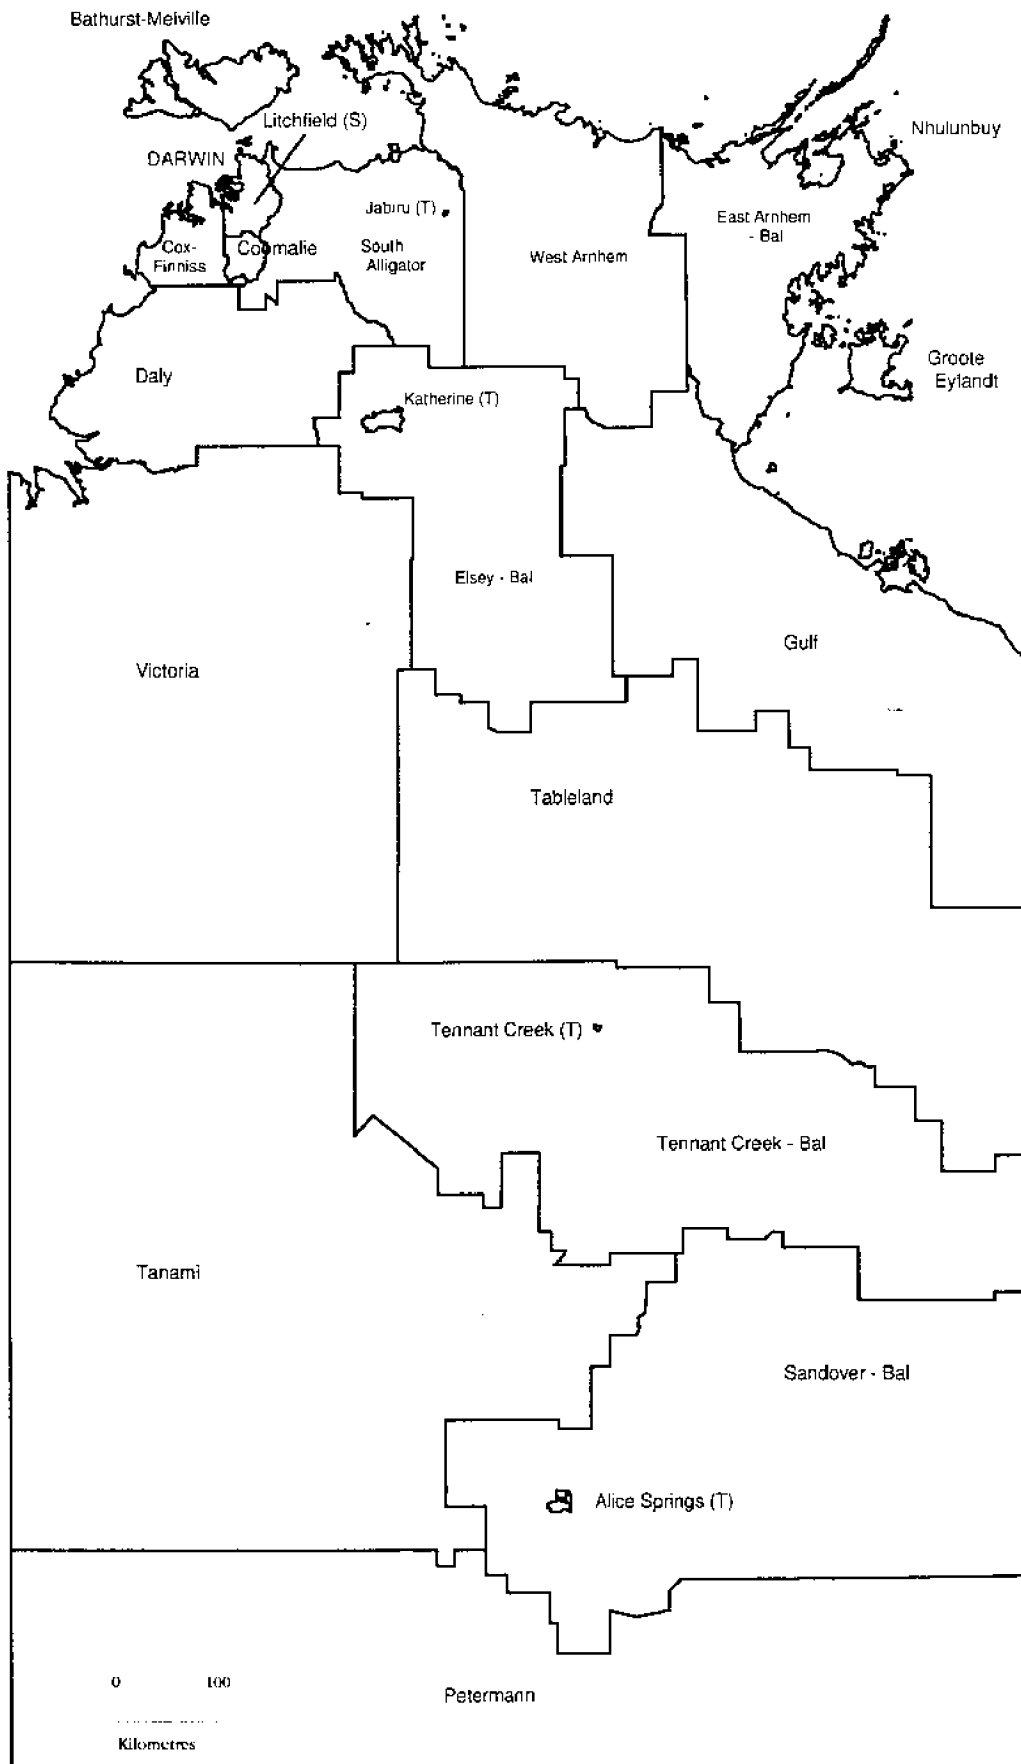 Bathurst-Melville
Litchfield (S)
Nhulunbuy
DARWIN
Jabiru (T)
East Arnhem
- Bal
Cox-
Finniss
Coomalie
South
Alligator
West Arnhem
Groote
Eylandt
Daly
Katherine (T)
Elsey - Bal
Gulf
Victoria
Tableland
Tennant Creek (T)
Tennant Creek - Bal
Tanami
Sandover - Bal
Alice Springs (T)
0 100
Kilometres
Petermann